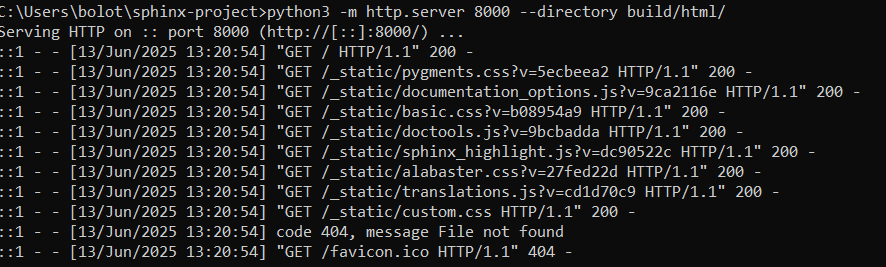 C:\Users\bolot\sphinx-project>python3 -m http.server 8000 --directory build/html/
Serving HTTP on :: port 8000 (http://[::]:8000/) ...
::1 - - [13/Jun/2025 13:20:54] "GET / HTTP/1.1" 200 -
::1 - - [13/Jun/2025 13:20:54] "GET /_static/pygments.css?v=5ecbeea2 HTTP/1.1" 200 -
::1 - - [13/Jun/2025 13:20:54] "GET /_static/documentation_options.js?v=9ca2116e HTTP/1.1" 200 -
::1 - - [13/Jun/2025 13:20:54] "GET /_static/basic.css?v=b08954a9 HTTP/1.1" 200 -
::1 - - [13/Jun/2025 13:20:54] "GET /_static/doctools.js?v=9bcbadda HTTP/1.1" 200 -
::1 - - [13/Jun/2025 13:20:54] "GET /_static/sphinx_highlight.js?v=dc90522c HTTP/1.1" 200 -
::1 - - [13/Jun/2025 13:20:54] "GET /_static/alabaster.css?v=27fed22d HTTP/1.1" 200 -
::1 - - [13/Jun/2025 13:20:54] "GET /_static/translations.js?v=cd1d70c9 HTTP/1.1" 200 -
::1 - - [13/Jun/2025 13:20:54] "GET /_static/custom.css HTTP/1.1" 200 -
::1 - - [13/Jun/2025 13:20:54] code 404, message File not found
::1 - - [13/Jun/2025 13:20:54] "GET /favicon.ico HTTP/1.1" 404 -